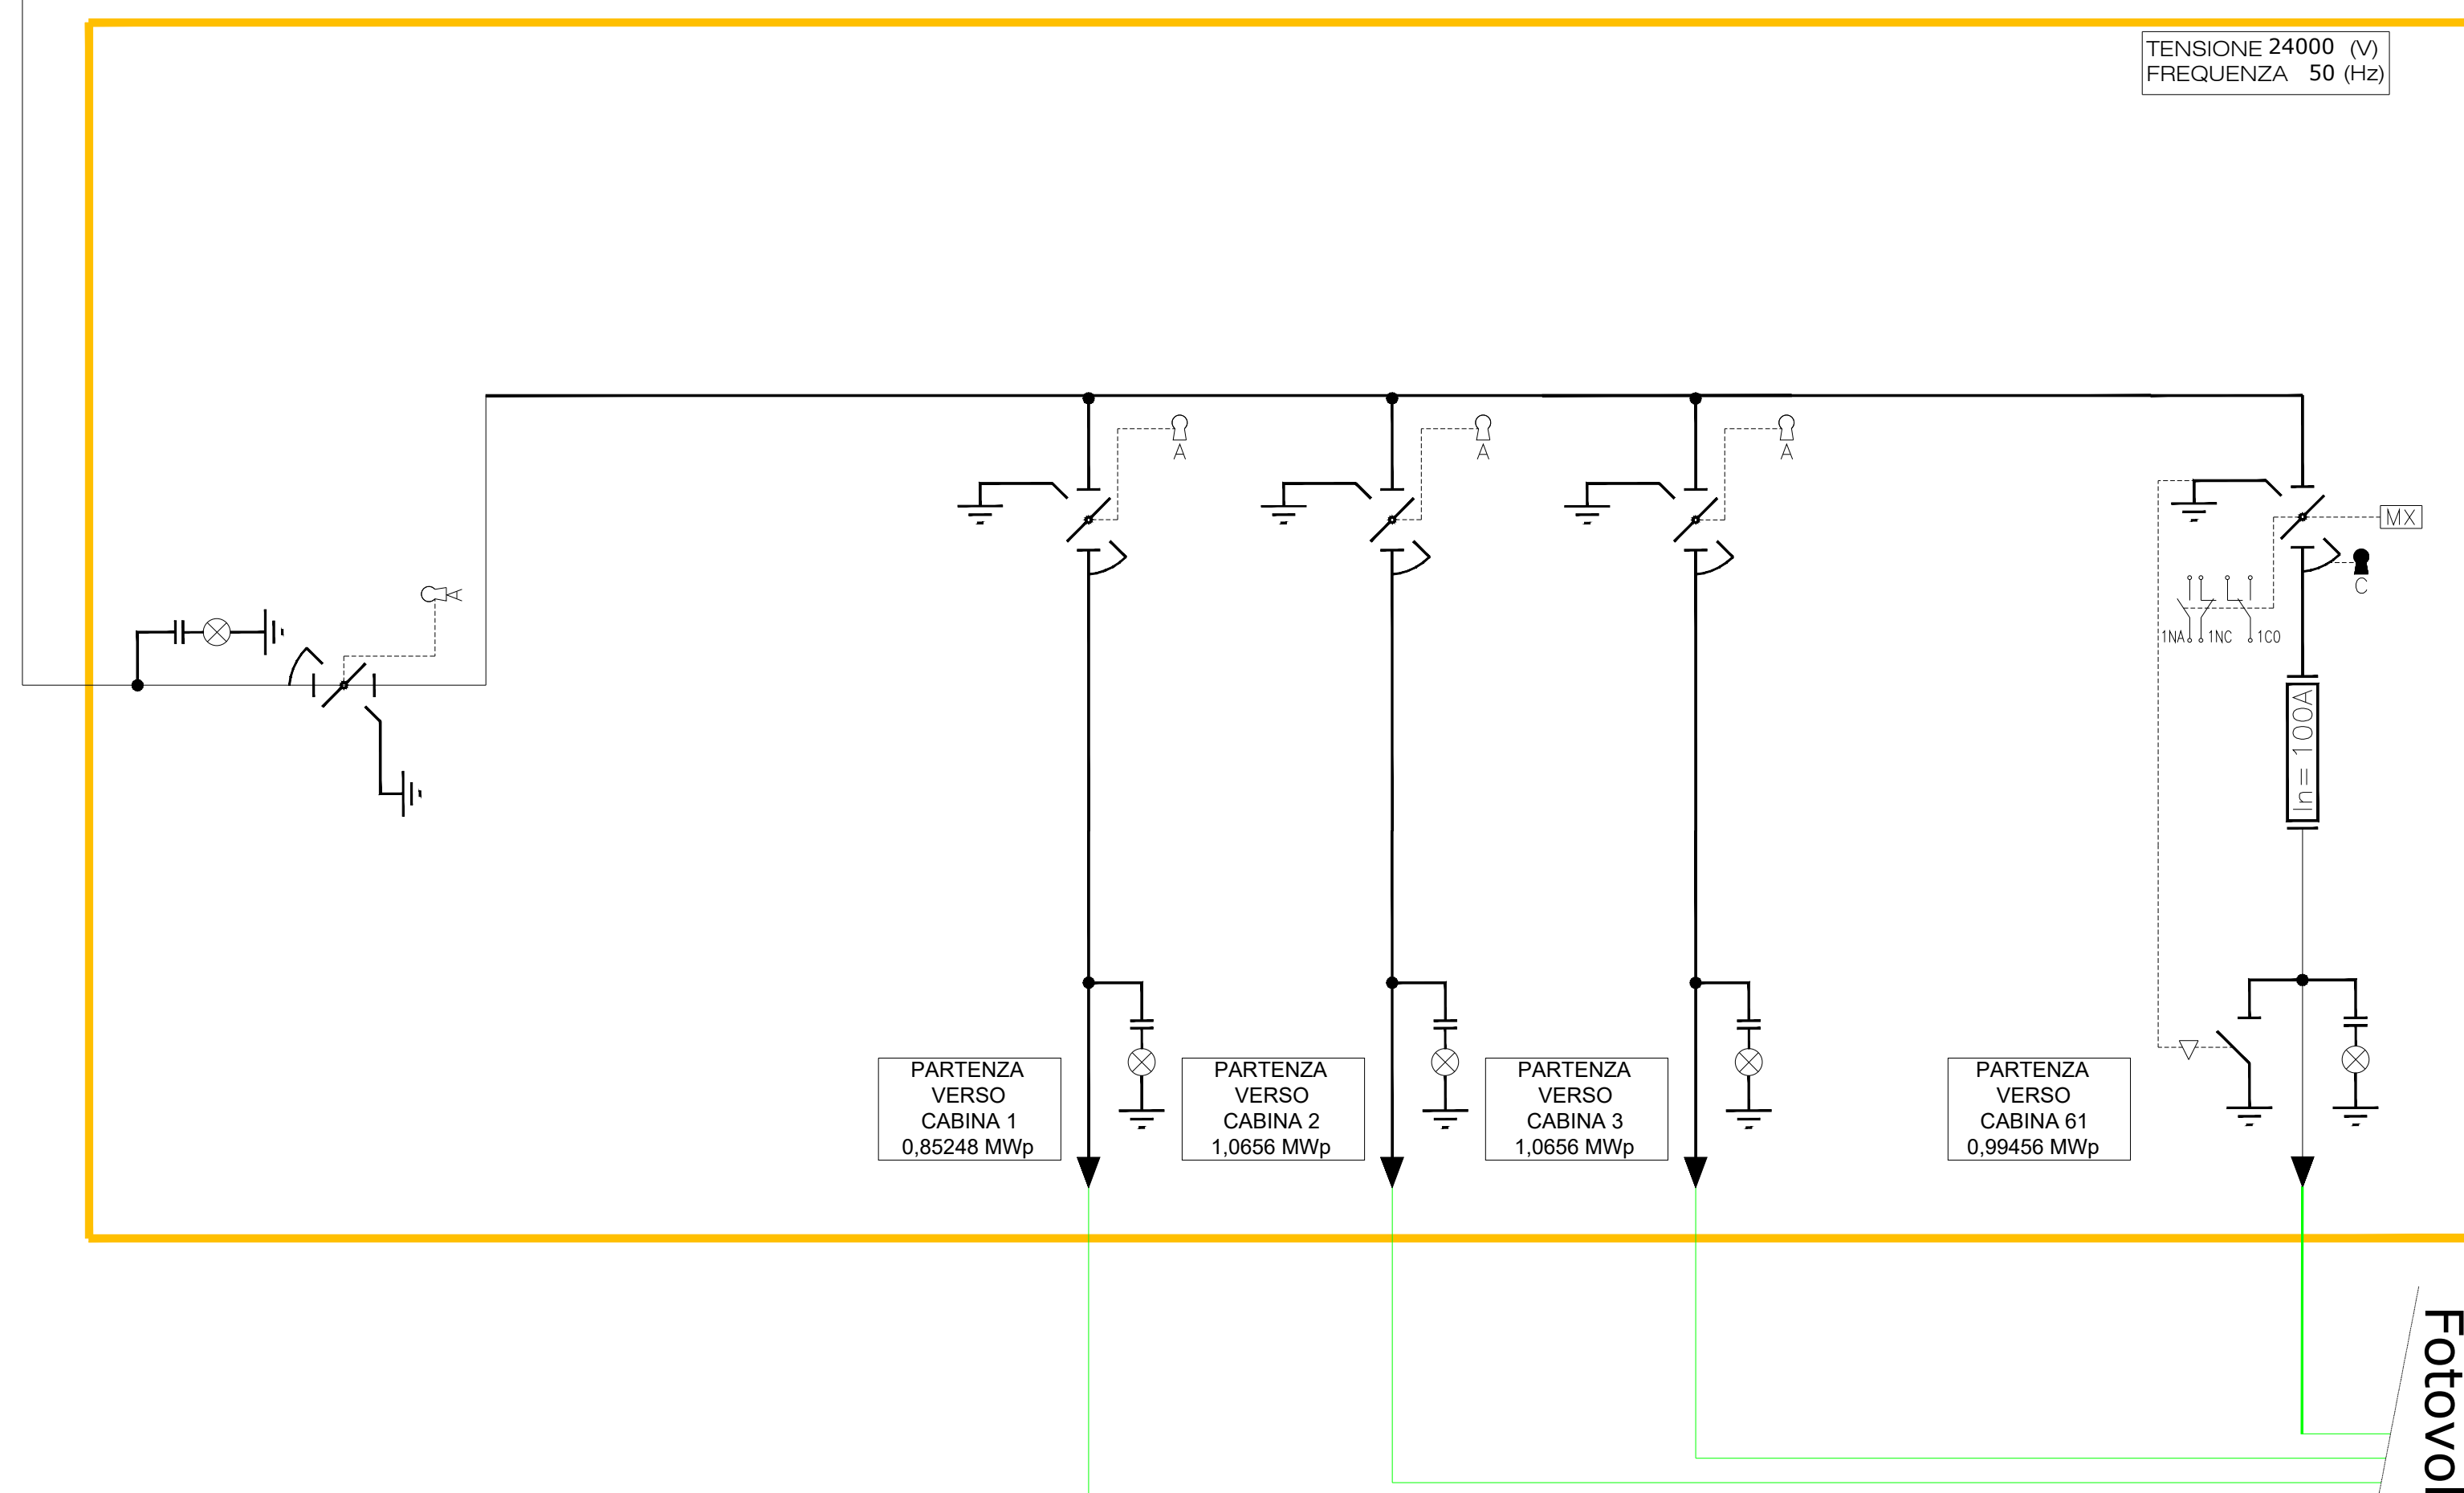 TENSIONE 24000 (V)
FREQUENZA 50 (Hz)
A
A
A
MX
C
A
1NA 1NC 1CO
In=100A
PARTENZA
VERSO
CABINA 1
0,85248 MWp
PARTENZA
VERSO
CABINA 2
1,0656 MWp
PARTENZA
VERSO
CABINA 3
1,0656 MWp
PARTENZA
VERSO
CABINA 61
0,99456 MWp
Fotovol